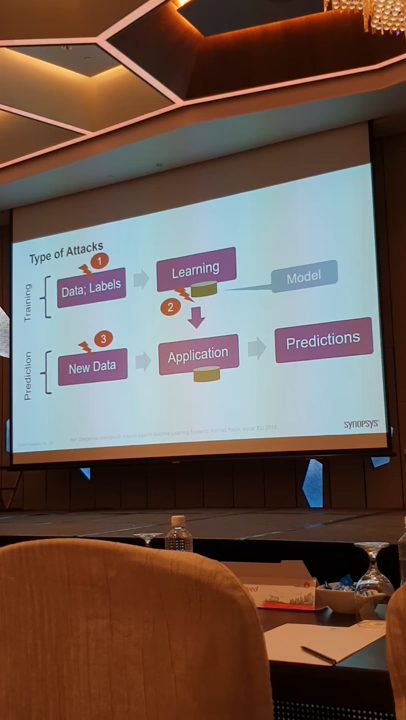 Type of Attacks
Training
1
Data; Labels
Learning
Model
2
Prediction
3
New Data
Application
Predictions
SYNOPSYS